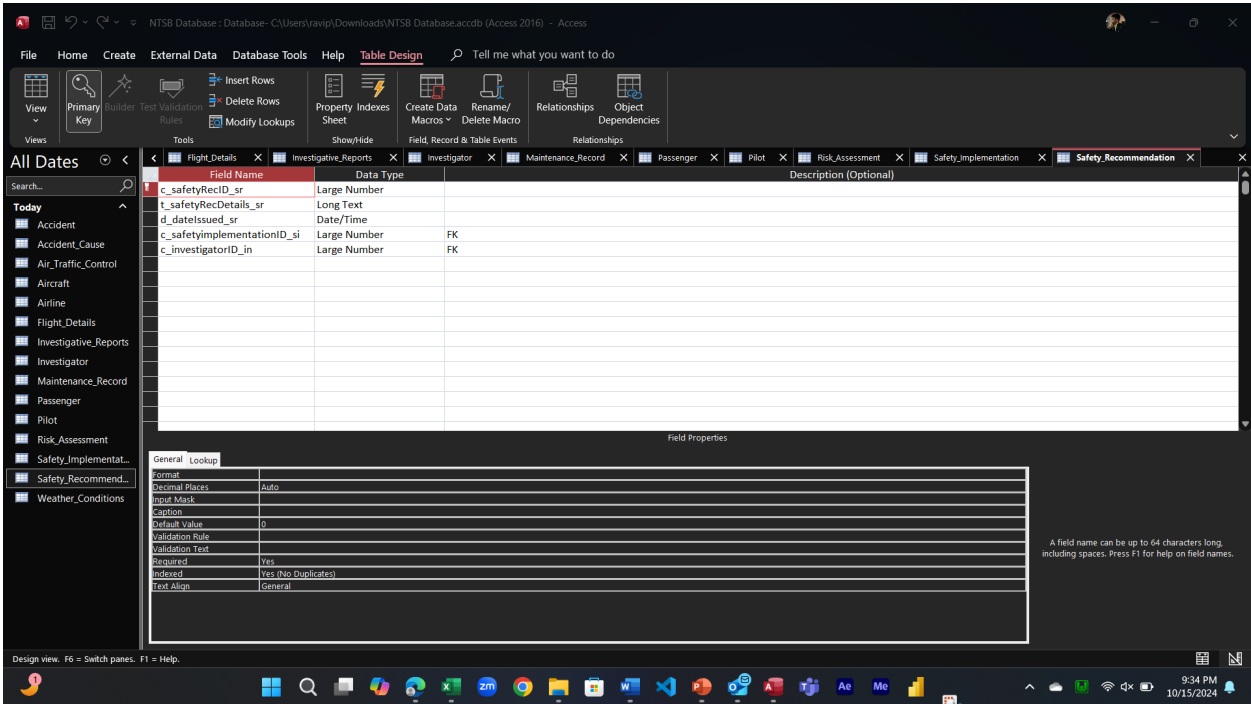 NTSB Database : Database- C:\Users\ravip\Downloads\NTSB Database.accdb (Access 2016) - Access
File Home Create External Data Database Tools Help Table Design Tell me what you want to do
View
Primary Key
Builder
Test Validation Rules
Insert Rows
Delete Rows
Modify Lookups
Property Sheet
Indexes
Create Data Macros
Rename/ Delete Macro
Relationships
Object Dependencies
Views Tools Show/Hide Field, Record & Table Events Relationships
All Dates
Search...
Today
Accident
Accident_Cause
Air_Traffic_Control
Aircraft
Airline
Flight_Details
Investigative_Reports
Investigator
Maintenance_Record
Passenger
Pilot
Risk_Assessment
Safety_Implementat...
Safety_Recommend...
Weather_Conditions
Flight_Details Investigative_Reports Investigator Maintenance_Record Passenger Pilot Risk_Assessment Safety_Implementation Safety_Recommendation
Field Name Data Type Description (Optional)
c_safetyRecID_sr Large Number
t_safetyRecDetails_sr Long Text
d_dateIssued_sr Date/Time
c_safetyimplementationID_si Large Number FK
c_investigatorID_in Large Number FK
Field Properties
General Lookup
Format
Decimal Places Auto
Input Mask
Caption
Default Value 0
Validation Rule
Validation Text
Required Yes
Indexed Yes (No Duplicates)
Text Align General
A field name can be up to 64 characters long,
including spaces. Press F1 for help on field names.
Design view. F6 = Switch panes. F1 = Help.
1
zm
Ae
Me
9:34 PM
10/15/2024